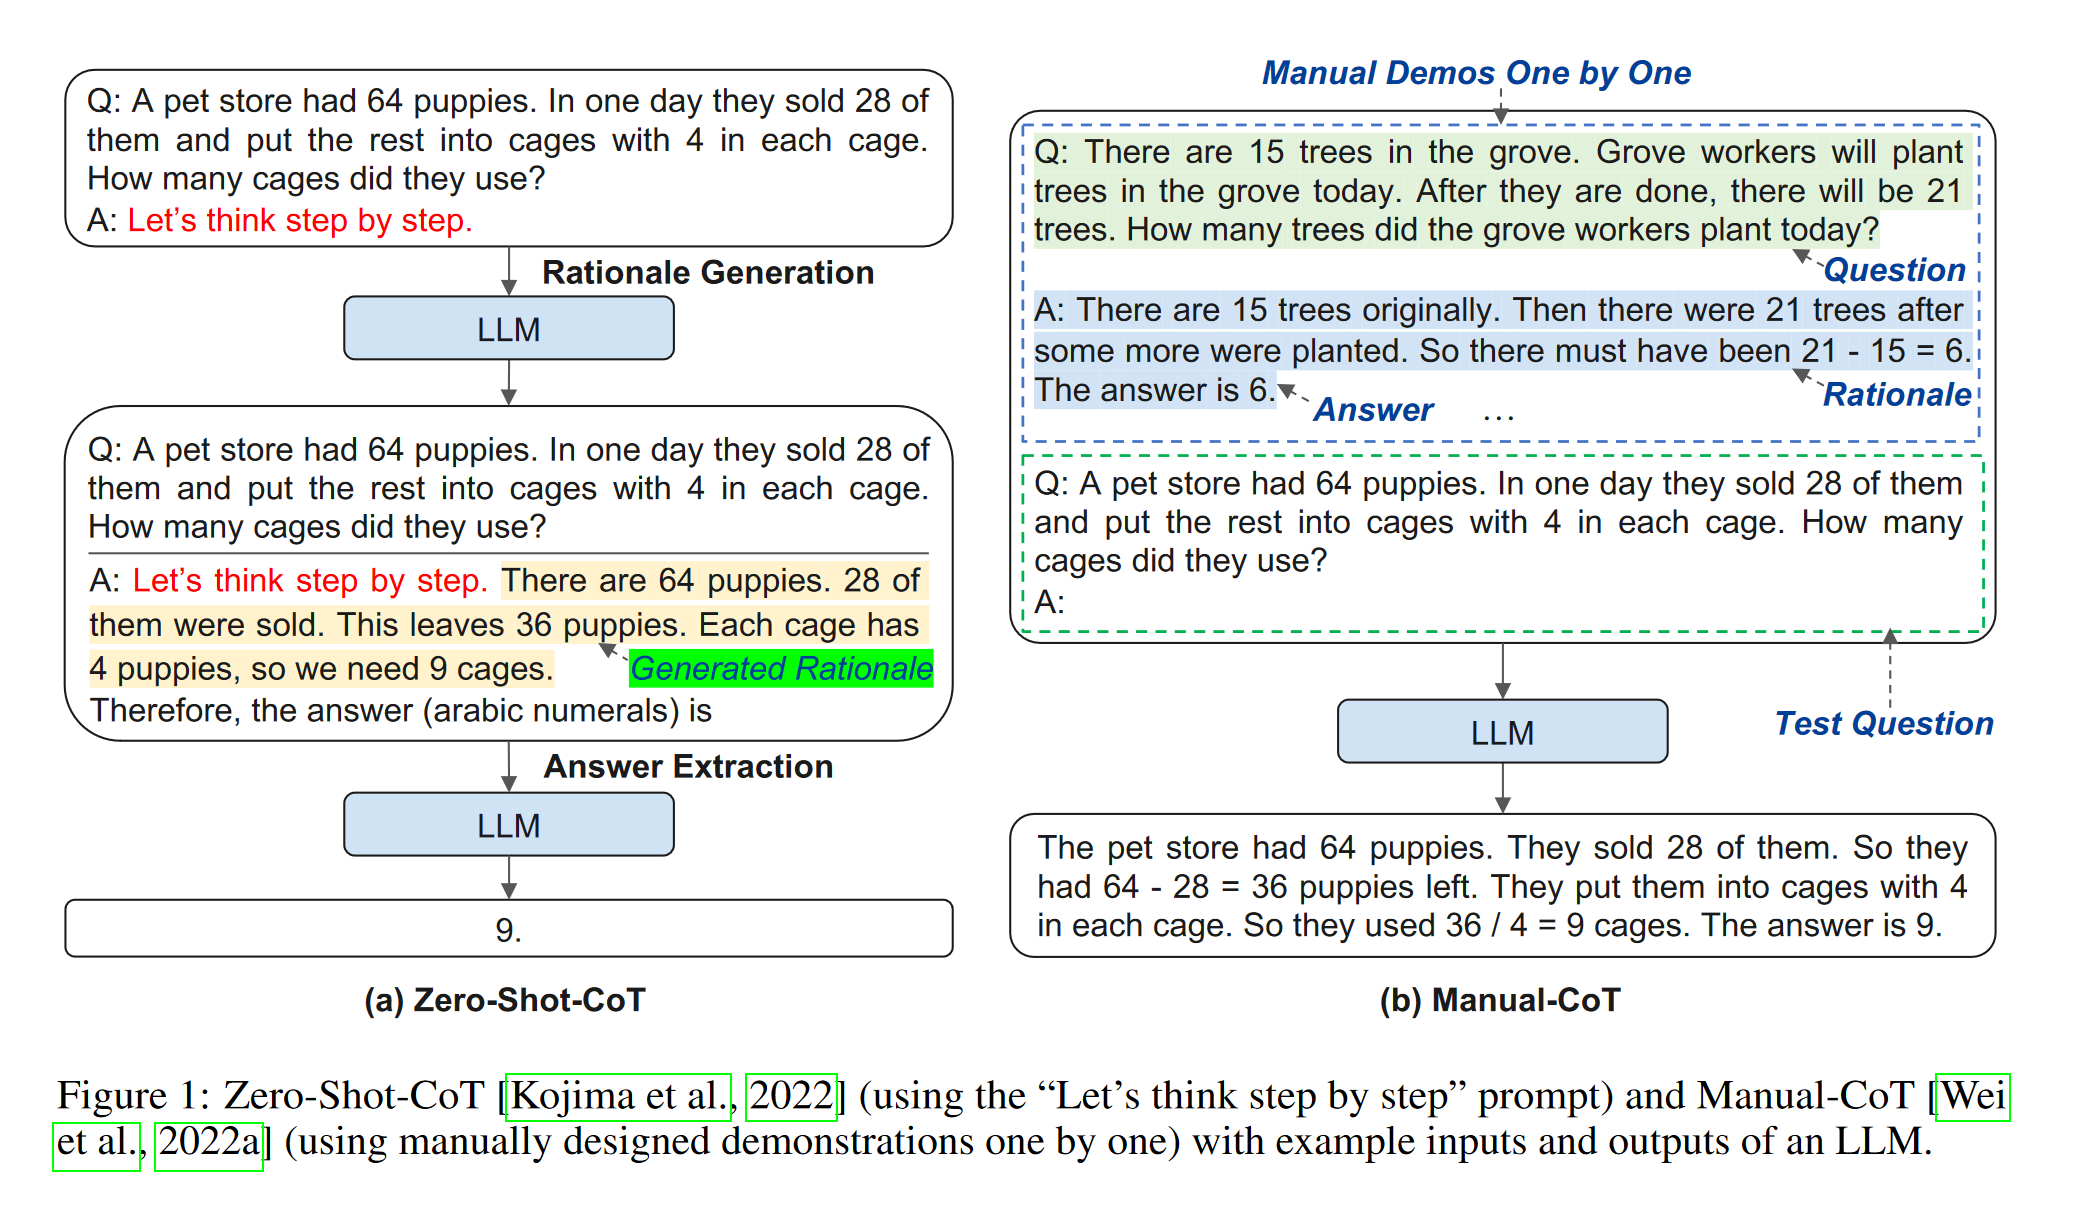 Q: A pet store had 64 puppies. In one day they sold 28 of
them and put the rest into cages with 4 in each cage.
How many cages did they use?
A: Let's think step by step.
Rationale Generation
LLM
Q: A pet store had 64 puppies. In one day they sold 28 of
them and put the rest into cages with 4 in each cage.
How many cages did they use?
A: Let's think step by step. There are 64 puppies. 28 of
them were sold. This leaves 36 puppies. Each cage has
4 puppies, so we need 9 cages.
Generated Rationale
Therefore, the answer (arabic numerals) is
Answer Extraction
LLM
9.
(a) Zero-Shot-CoT
Manual Demos One by One
Q: There are 15 trees in the grove. Grove workers will plant
trees in the grove today. After they are done, there will be 21
trees. How many trees did the grove workers plant today?
Question
A: There are 15 trees originally. Then there were 21 trees after
some more were planted. So there must have been 21 - 15 = 6.
The answer is 6.
Rationale
Answer ...
Q: A pet store had 64 puppies. In one day they sold 28 of them
and put the rest into cages with 4 in each cage. How many
cages did they use?
A:
Test Question
LLM
The pet store had 64 puppies. They sold 28 of them. So they
had 64 - 28 = 36 puppies left. They put them into cages with 4
in each cage. So they used 36 / 4 = 9 cages. The answer is 9.
(b) Manual-CoT
Figure 1: Zero-Shot-CoT [Kojima et al., 2022] (using the “Let’s think step by step” prompt) and Manual-CoT [Wei
et al., 2022a] (using manually designed demonstrations one by one) with example inputs and outputs of an LLM.